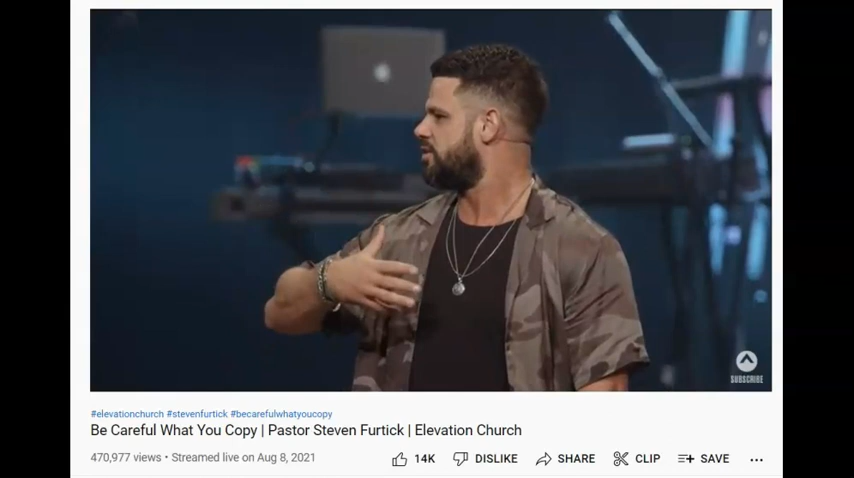 SUBSCRIBE
#elevationchurch #stevenfurtick #becarefulwhatyoucopy
Be Careful What You Copy | Pastor Steven Furtick | Elevation Church
470,977 views • Streamed live on Aug 8, 2021
14K DISLIKE SHARE CLIP SAVE ...